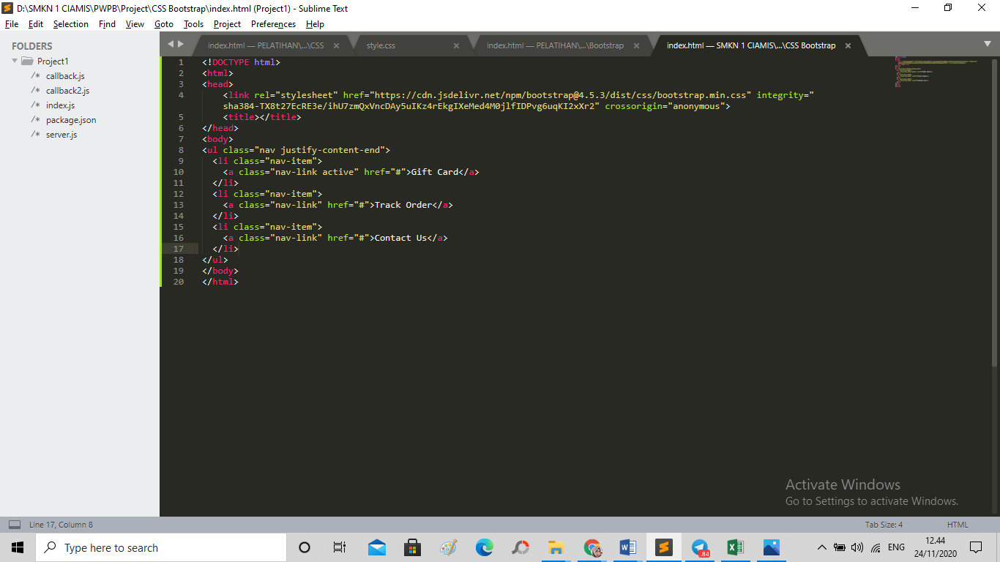 D:\SMKN 1 CIAMIS\PWPB\Project\CSS Bootstrap\index.html (Project1) - Sublime Text
File Edit Selection Find View Goto Tools Project Preferences Help
FOLDERS
Project1
/* callback.js
/* callback2.js
/* index.js
/* package.json
/* server.js
index.html — PELATIHAN\...\CSS
style.css
index.html — PELATIHAN\...\Bootstrap
index.html — SMKN 1 CIAMIS\...\CSS Bootstrap
1 <!DOCTYPE html>
2 <html>
3 <head>
4 <link rel="stylesheet" href="https://cdn.jsdelivr.net/npm/bootstrap@4.5.3/dist/css/bootstrap.min.css" integrity="
sha384-TX8t27EcRE3e/ihU7zmQxVncDAy5uIKz4rEkgIXeMed4M0jlfIDPvg6uqKI2xXr2" crossorigin="anonymous">
5 <title></title>
6 </head>
7 <body>
8 <ul class="nav justify-content-end">
9 <li class="nav-item">
10 <a class="nav-link active" href="#">Gift Card</a>
11 </li>
12 <li class="nav-item">
13 <a class="nav-link" href="#">Track Order</a>
14 </li>
15 <li class="nav-item">
16 <a class="nav-link" href="#">Contact Us</a>
17 </li>
18 </ul>
19 </body>
20 </html>
Activate Windows
Go to Settings to activate Windows.
Line 17, Column 8
Tab Size: 4
HTML
Type here to search
.84
ENG
12.44
24/11/2020